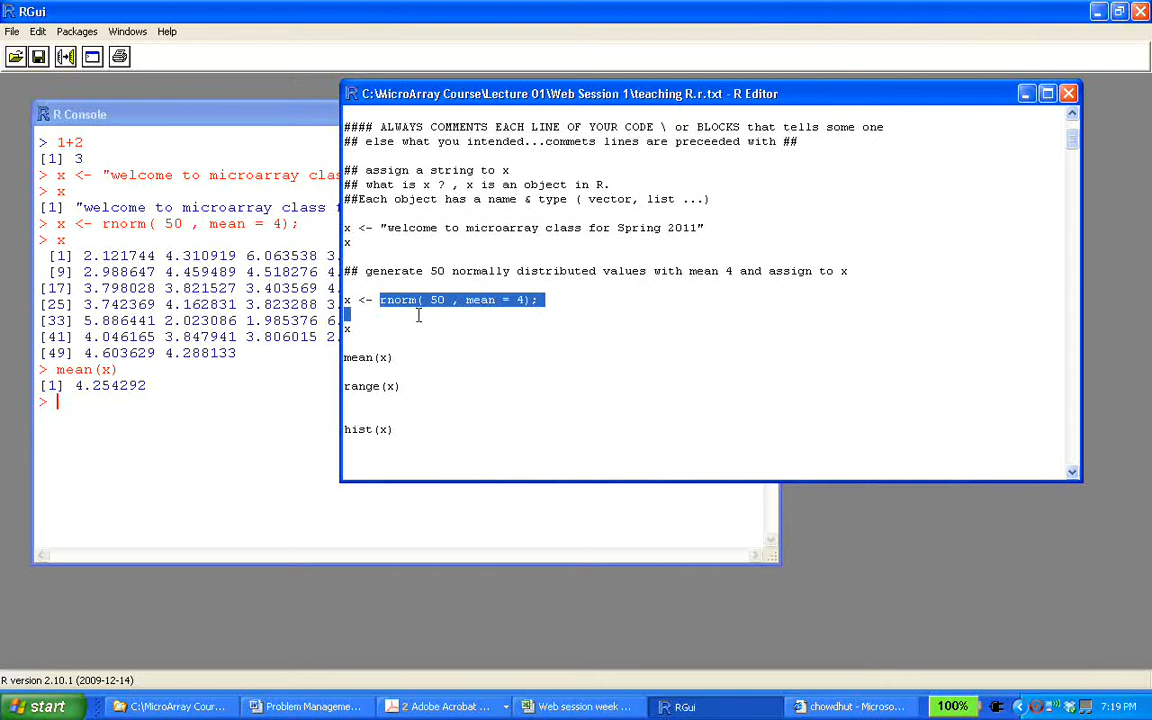 RGui
File Edit Packages Windows Help
R Console
> 1+2
[1] 3
> x <- "welcome to microarray clas
> x
[1] "welcome to microarray class f
> x <- rnorm( 50 , mean = 4);
> x
[1] 2.121744 4.310919 6.063538 3.
[9] 2.988647 4.459489 4.518276 4.
[17] 3.798028 3.821527 3.403569 4.
[25] 3.742369 4.162831 3.823288 3.
[33] 5.886441 2.023086 1.985376 6.
[41] 4.046165 3.847941 3.806015 2.
[49] 4.603629 4.288133
> mean(x)
[1] 4.254292
>
C:\MicroArray Course\Lecture 01\Web Session 1\teaching R.r.txt - R Editor
#### ALWAYS COMMENTS EACH LINE OF YOUR CODE \ or BLOCKS that tells some one
## else what you intended...commets lines are preceeded with ##
## assign a string to x
## what is x ? , x is an object in R.
##Each object has a name & type ( vector, list ...)
x <- "welcome to microarray class for Spring 2011"
x
## generate 50 normally distributed values with mean 4 and assign to x
x <- rnorm( 50 , mean = 4);
x
mean(x)
range(x)
hist(x)
R version 2.10.1 (2009-12-14)
start C:\MicroArray Cour... Problem Manageme... 2 Adobe Acrobat ... Web session week ... RGui chowdhut - Microso... 100% 7:19 PM